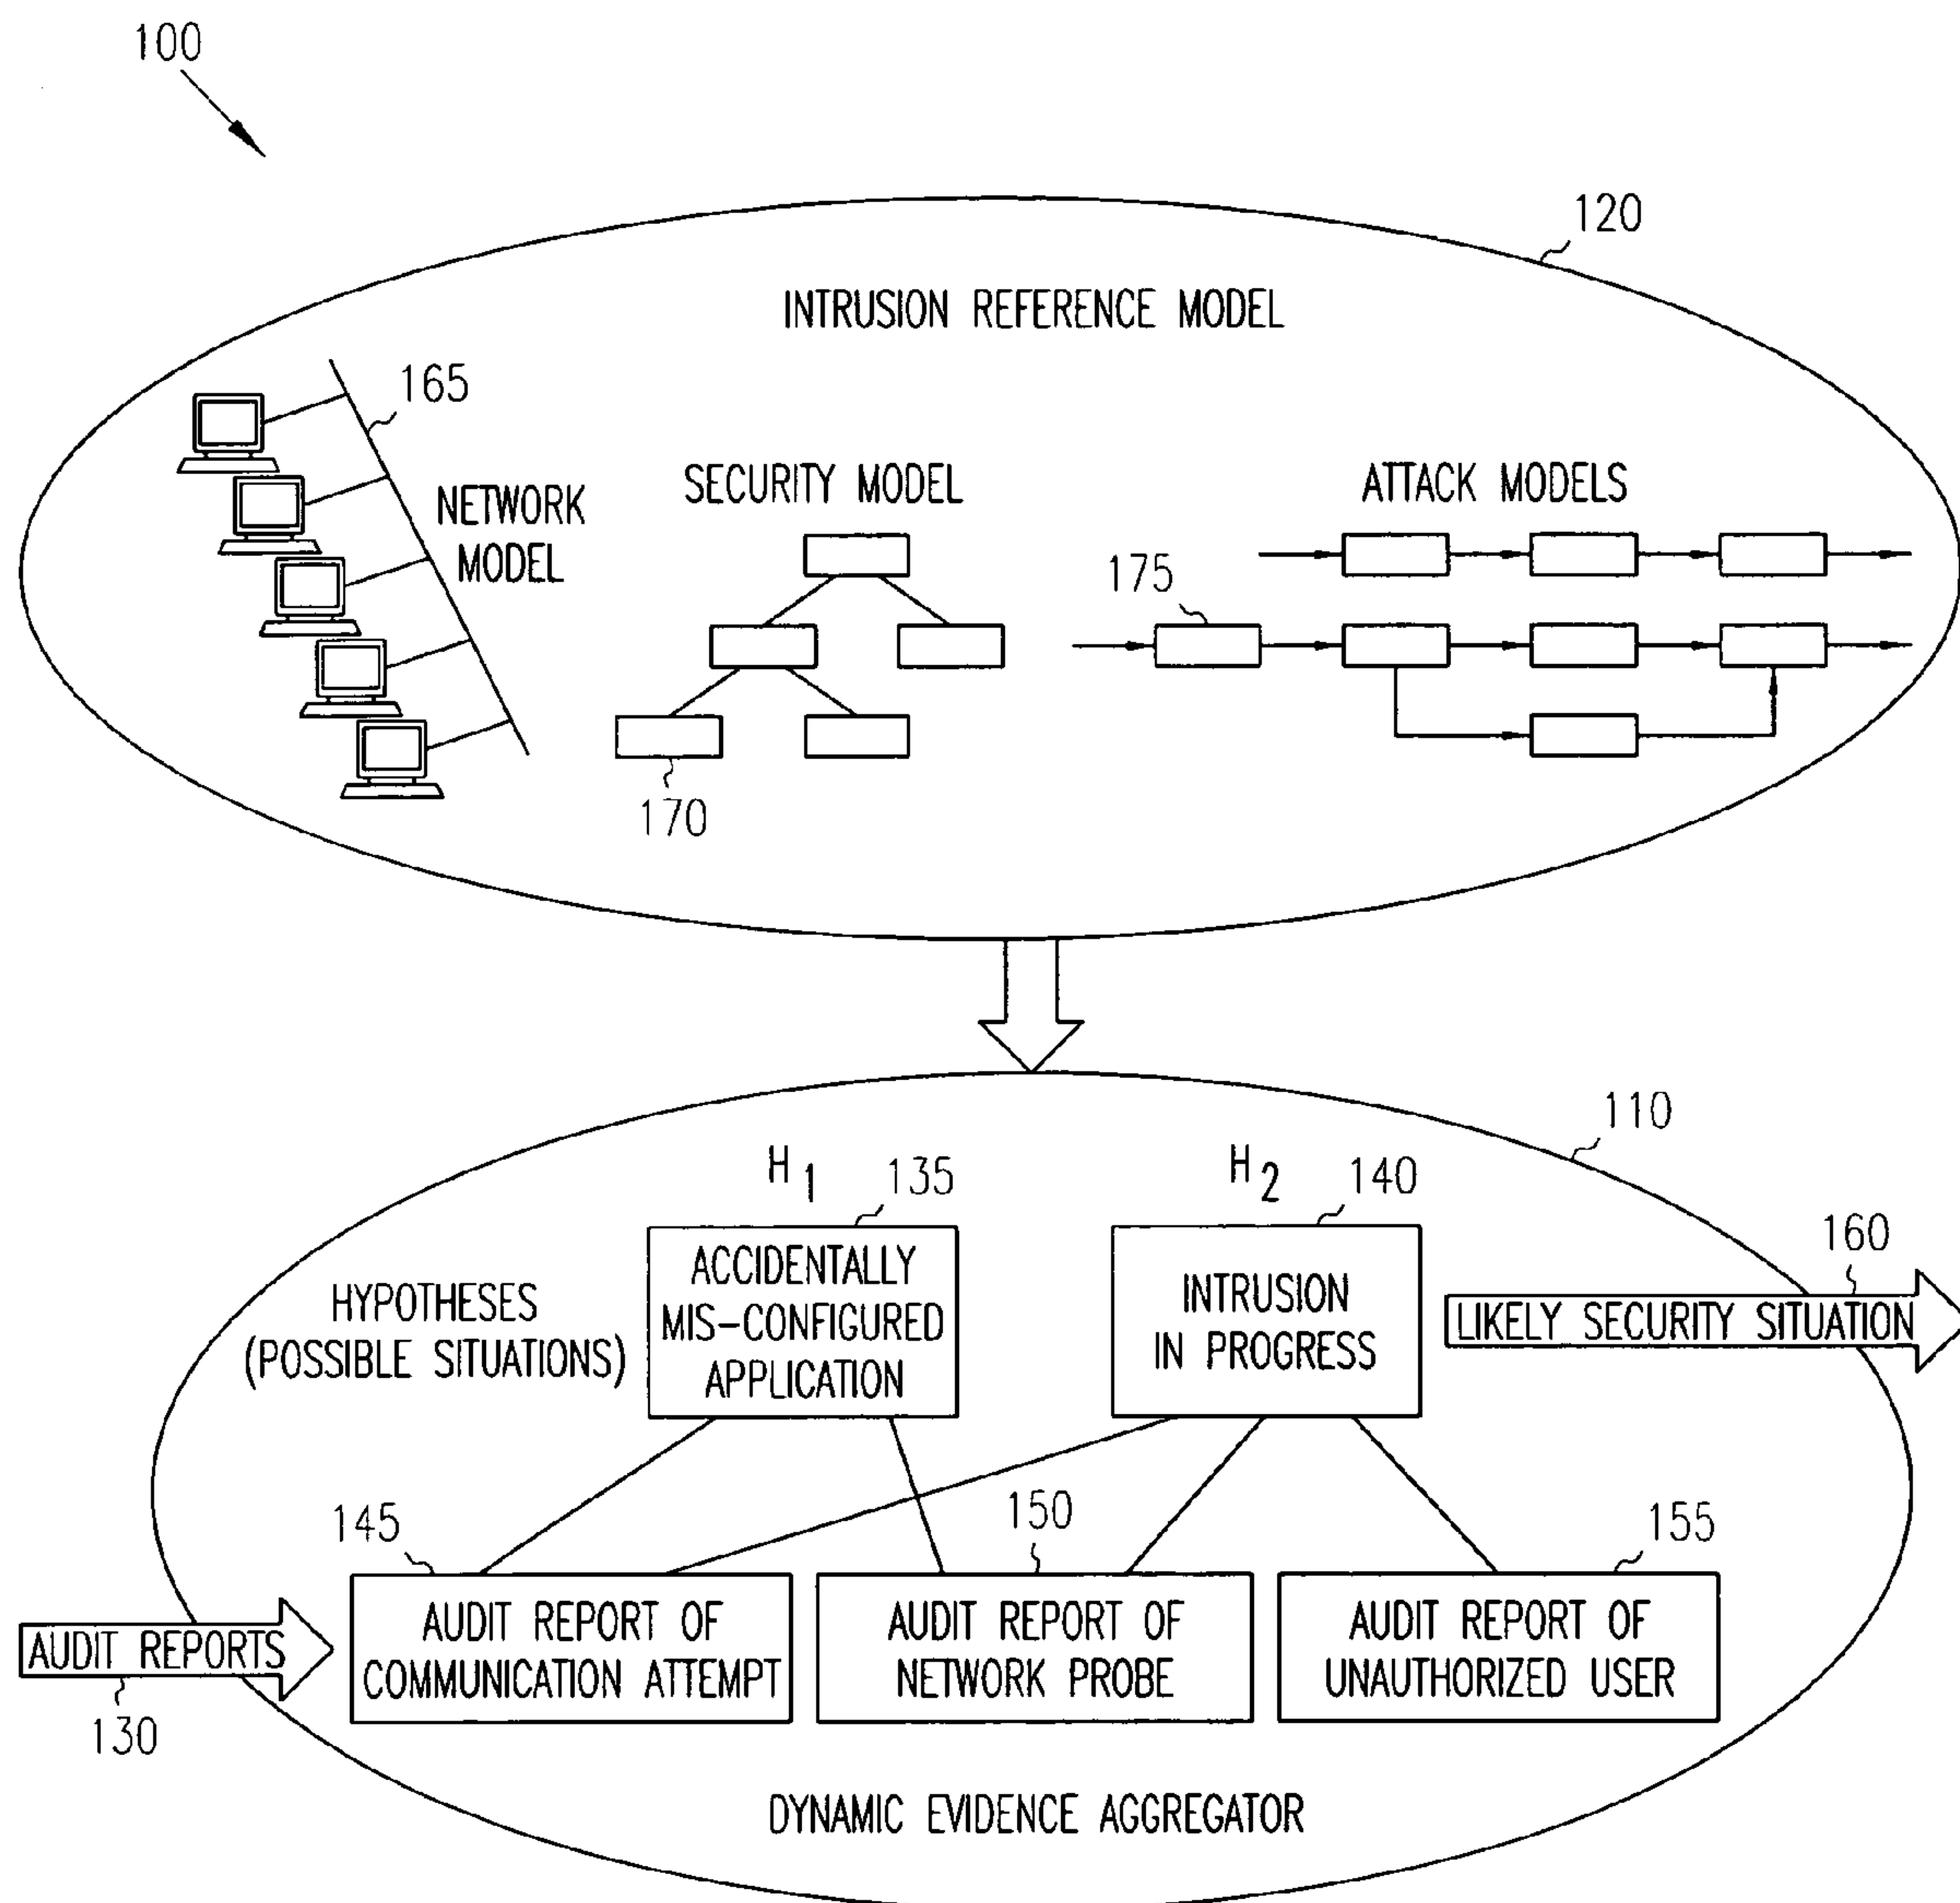 100
120
INTRUSION REFERENCE MODEL
165
NETWORK
MODEL
SECURITY MODEL
170
ATTACK MODELS
175
110
H1
135
H2
140
HYPOTHESES
(POSSIBLE SITUATIONS)
ACCIDENTALLY
MIS-CONFIGURED
APPLICATION
INTRUSION
IN PROGRESS
160
LIKELY SECURITY SITUATION
145
150
155
AUDIT REPORTS
130
AUDIT REPORT OF
COMMUNICATION ATTEMPT
AUDIT REPORT OF
NETWORK PROBE
AUDIT REPORT OF
UNAUTHORIZED USER
DYNAMIC EVIDENCE AGGREGATOR